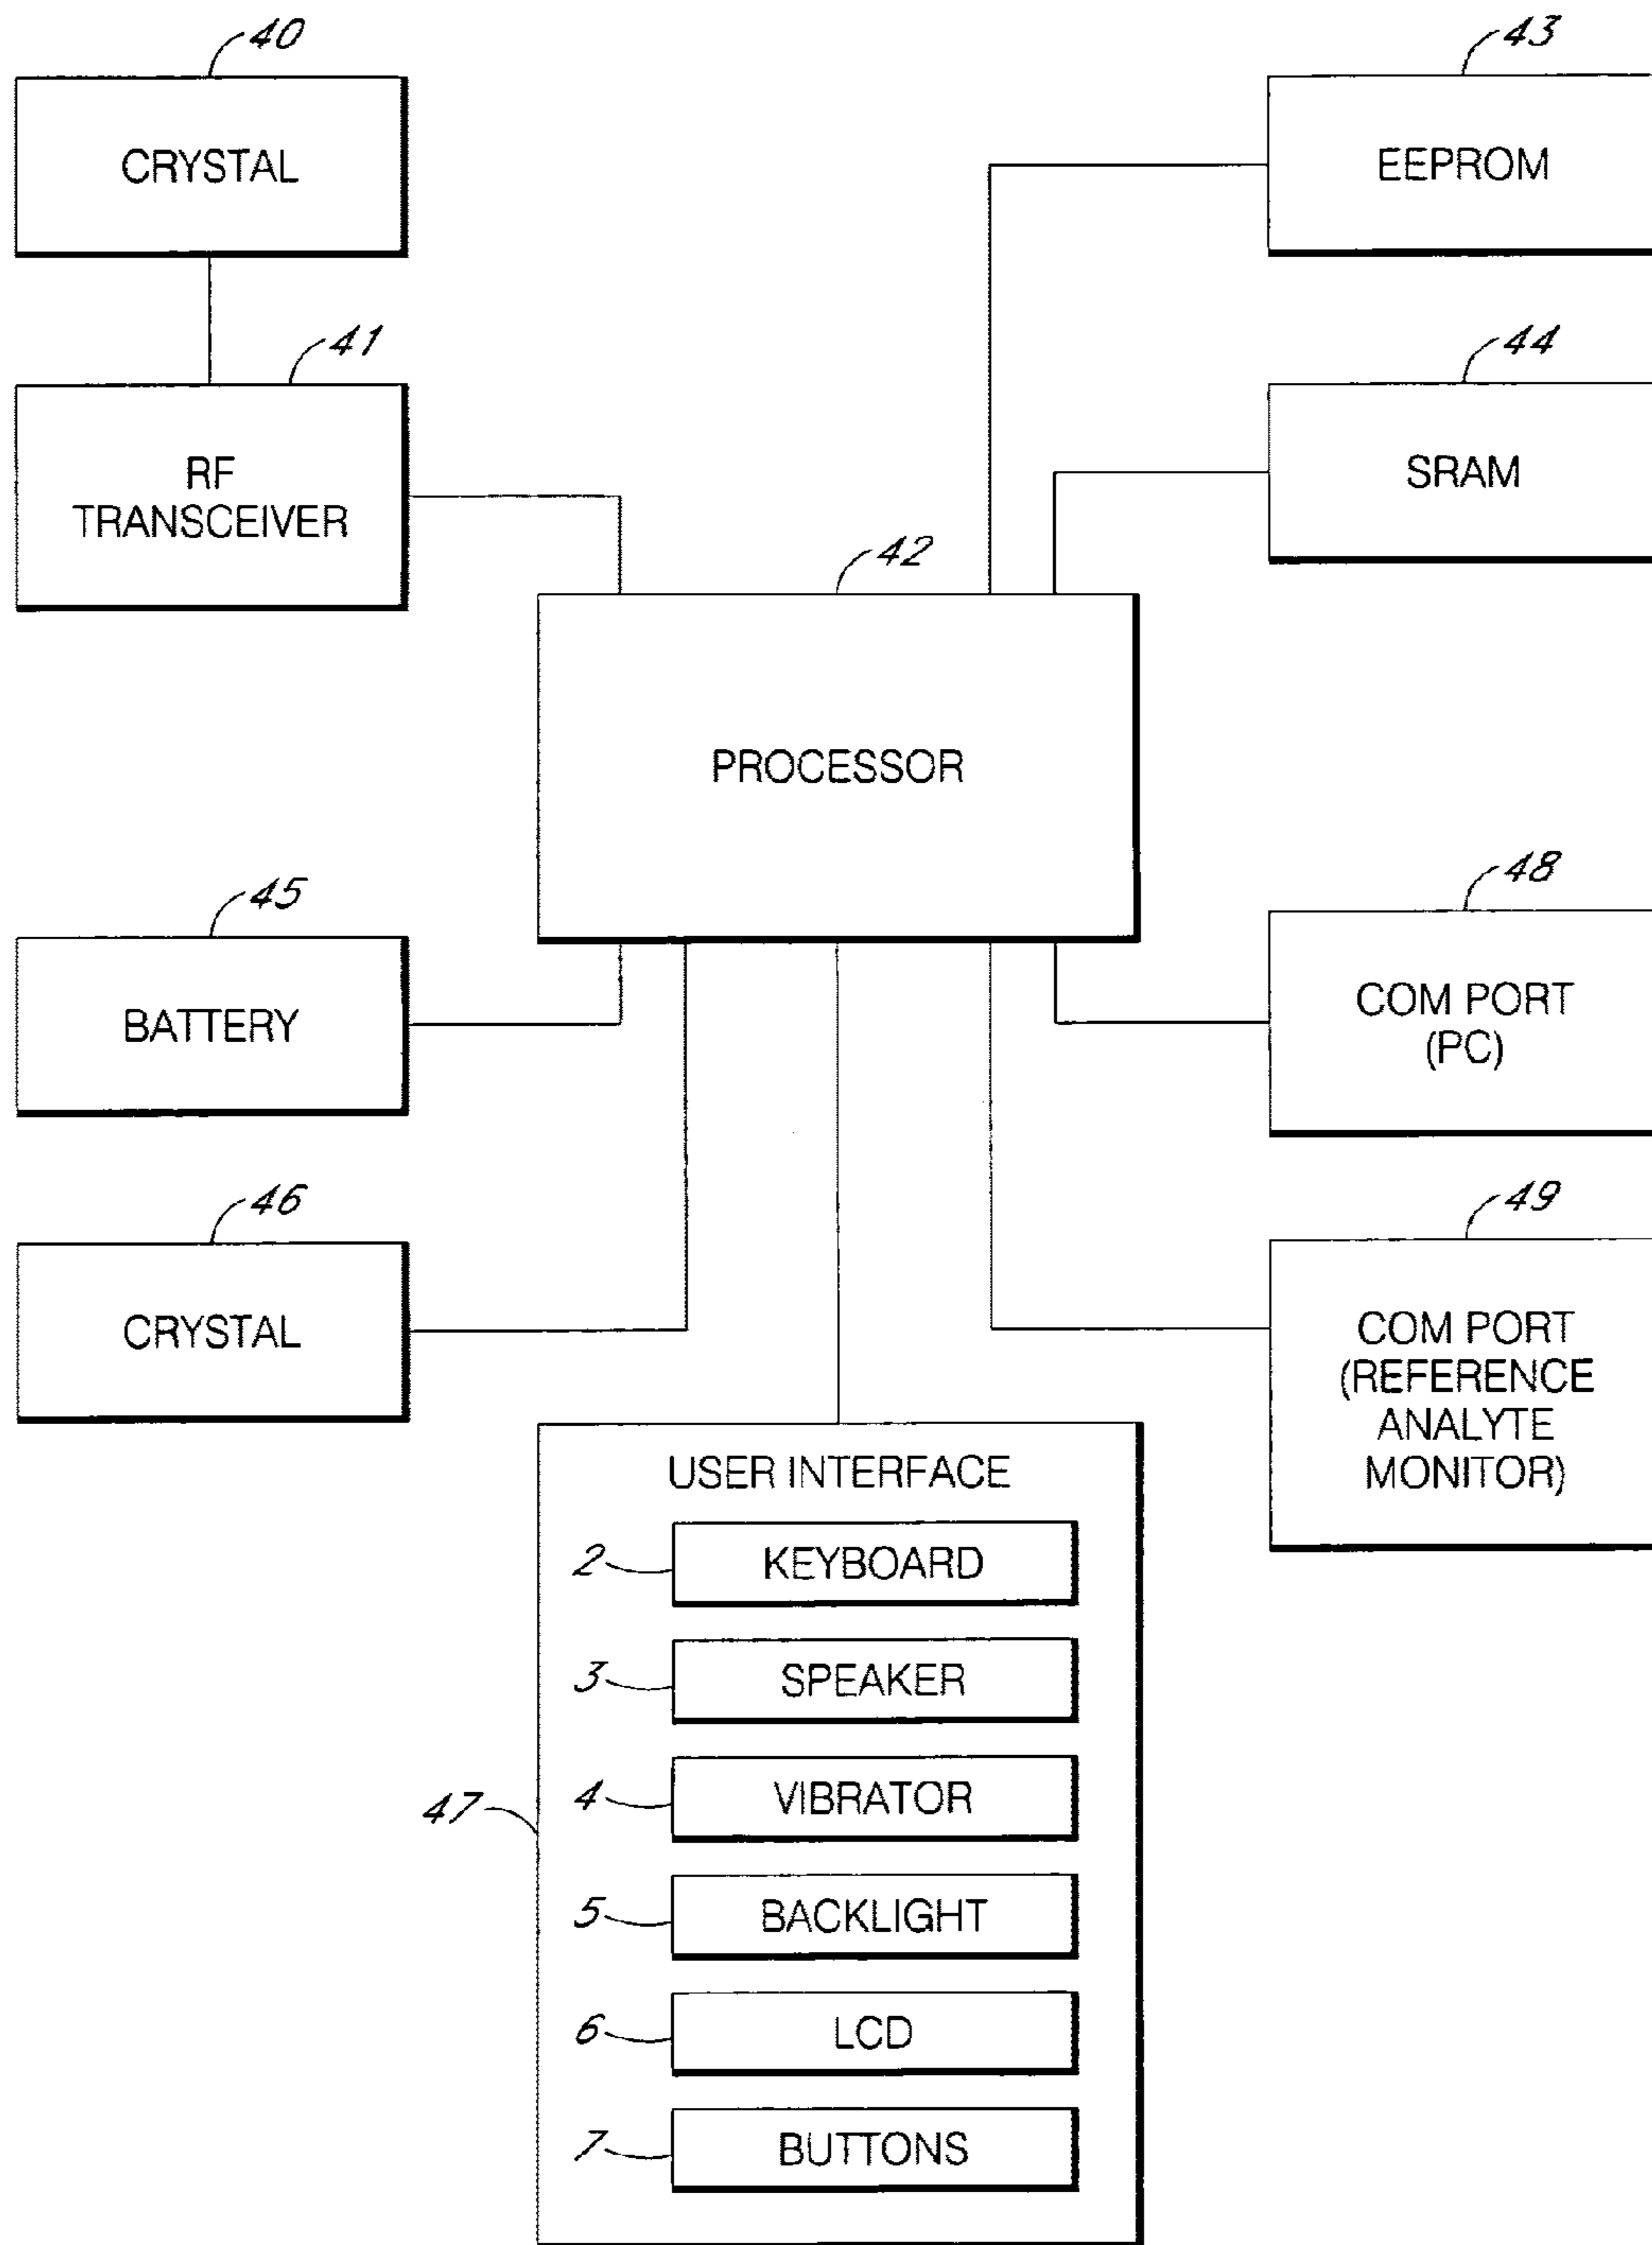 40
CRYSTAL
43
EEPROM
41
RF
TRANSCEIVER
44
SRAM
42
PROCESSOR
45
BATTERY
48
COM PORT
(PC)
46
CRYSTAL
49
COM PORT
(REFERENCE
ANALYTE
MONITOR)
47
USER INTERFACE
2
KEYBOARD
3
SPEAKER
4
VIBRATOR
5
BACKLIGHT
6
LCD
7
BUTTONS